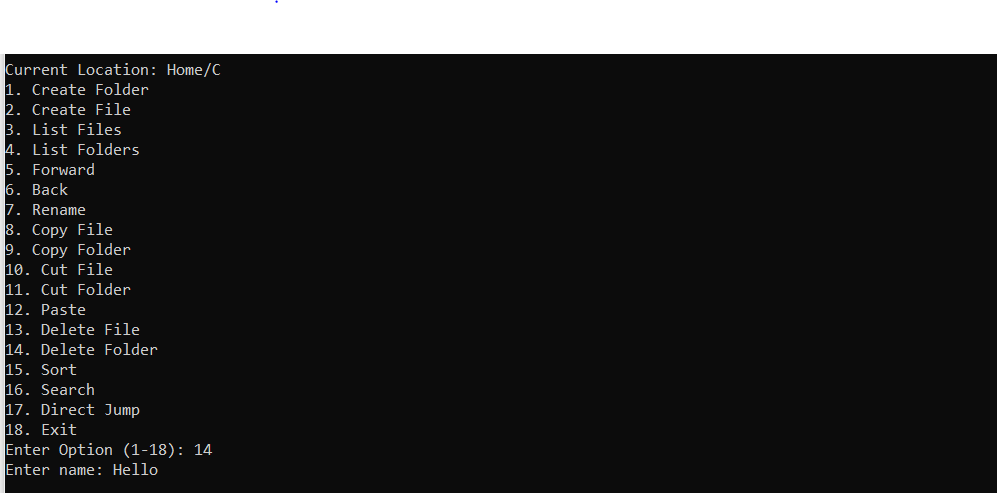 Current Location: Home/C
1. Create Folder
2. Create File
3. List Files
4. List Folders
5. Forward
6. Back
7. Rename
8. Copy File
9. Copy Folder
10. Cut File
11. Cut Folder
12. Paste
13. Delete File
14. Delete Folder
15. Sort
16. Search
17. Direct Jump
18. Exit
Enter Option (1-18): 14
Enter name: Hello